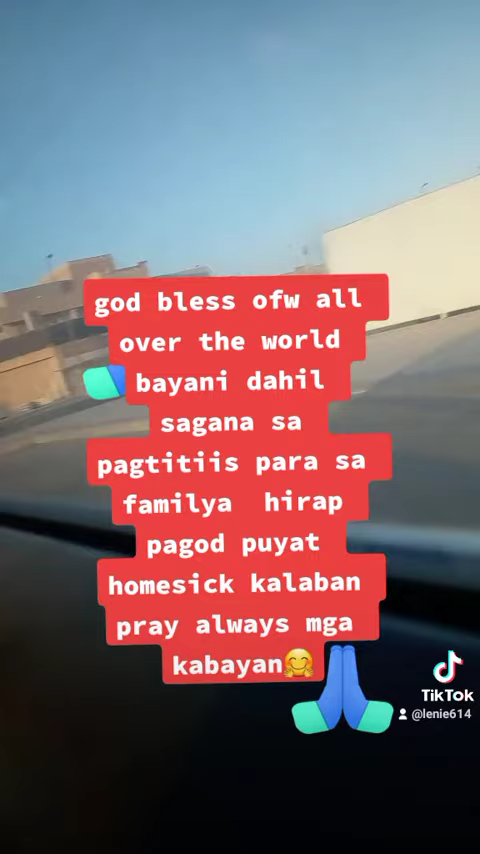 god bless ofw all
over the world
bayani dahil
sagana sa
pagtitiis para sa
familya hirap
pagod puyat
homesick kalaban
pray always mga
kabayan🤗
TikTok
@lenie614